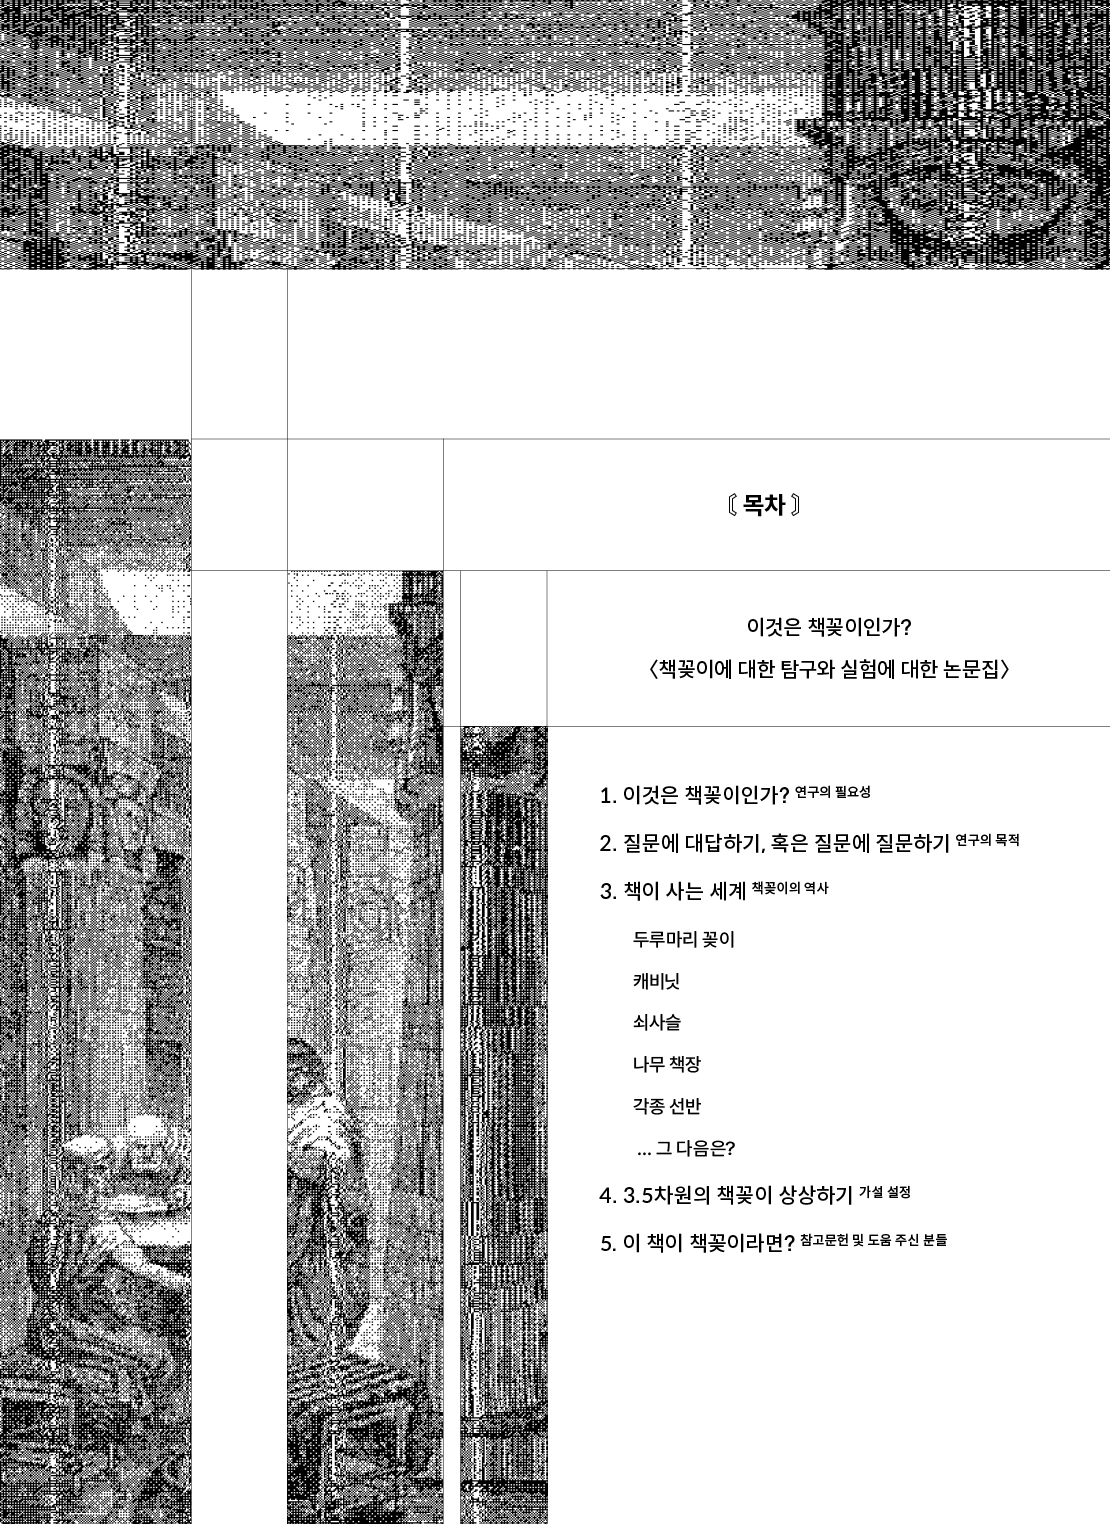 〘 목차 〙
이것은 책꽂이인가?
〈책꽂이에 대한 탐구와 실험에 대한 논문집〉
1. 이것은 책꽂이인가? 연구의 필요성
2. 질문에 대답하기, 혹은 질문에 질문하기 연구의 목적
3. 책이 사는 세계 책꽂이의 역사
두루마리 꽂이
캐비닛
쇠사슬
나무 책장
각종 선반
... 그 다음은?
4. 3.5차원의 책꽂이 상상하기 가설 설정
5. 이 책이 책꽂이라면? 참고문헌 및 도움 주신 분들